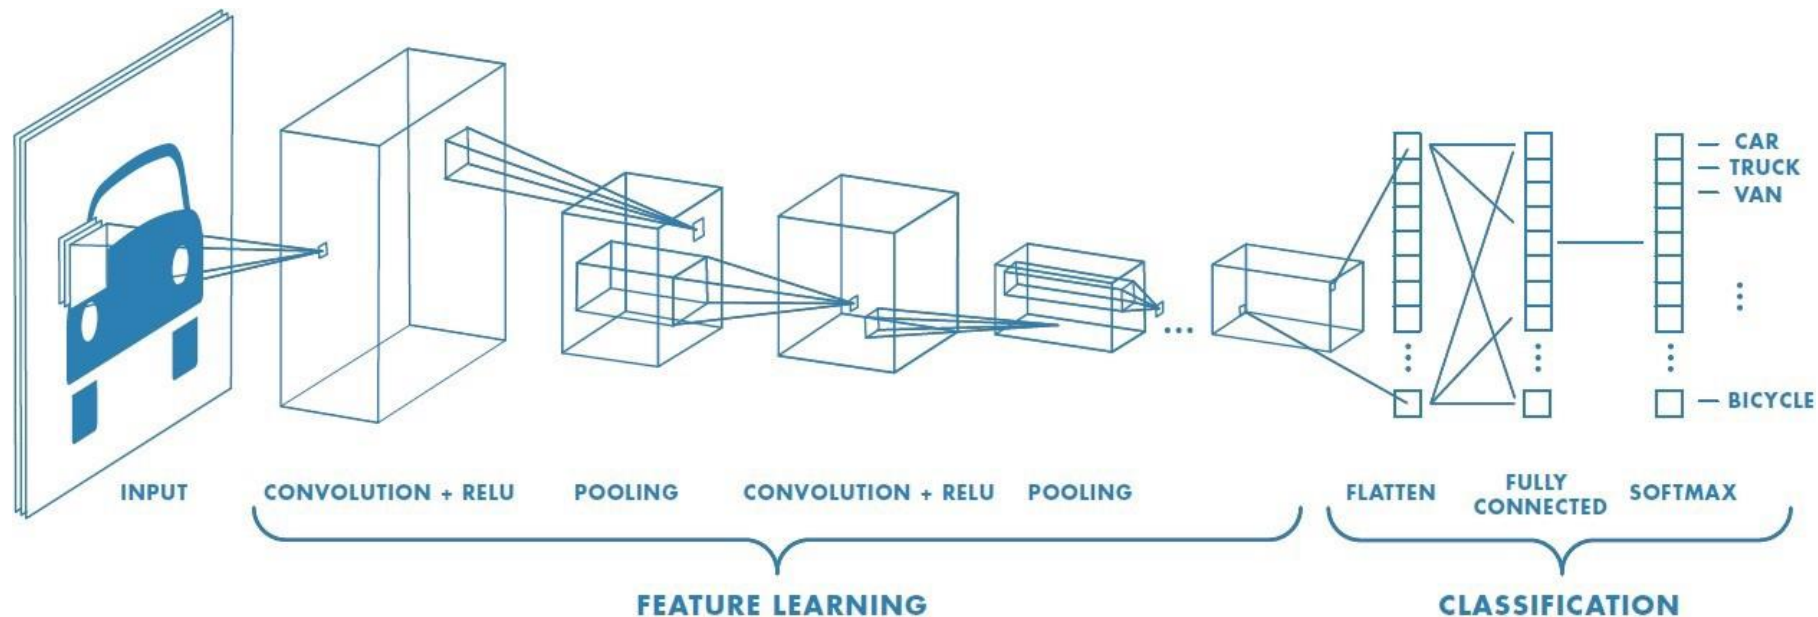 CAR
TRUCK
VAN
BICYCLE
INPUT
CONVOLUTION + RELU
POOLING
CONVOLUTION + RELU
POOLING
FLATTEN
FULLY
CONNECTED
SOFTMAX
FEATURE LEARNING
CLASSIFICATION